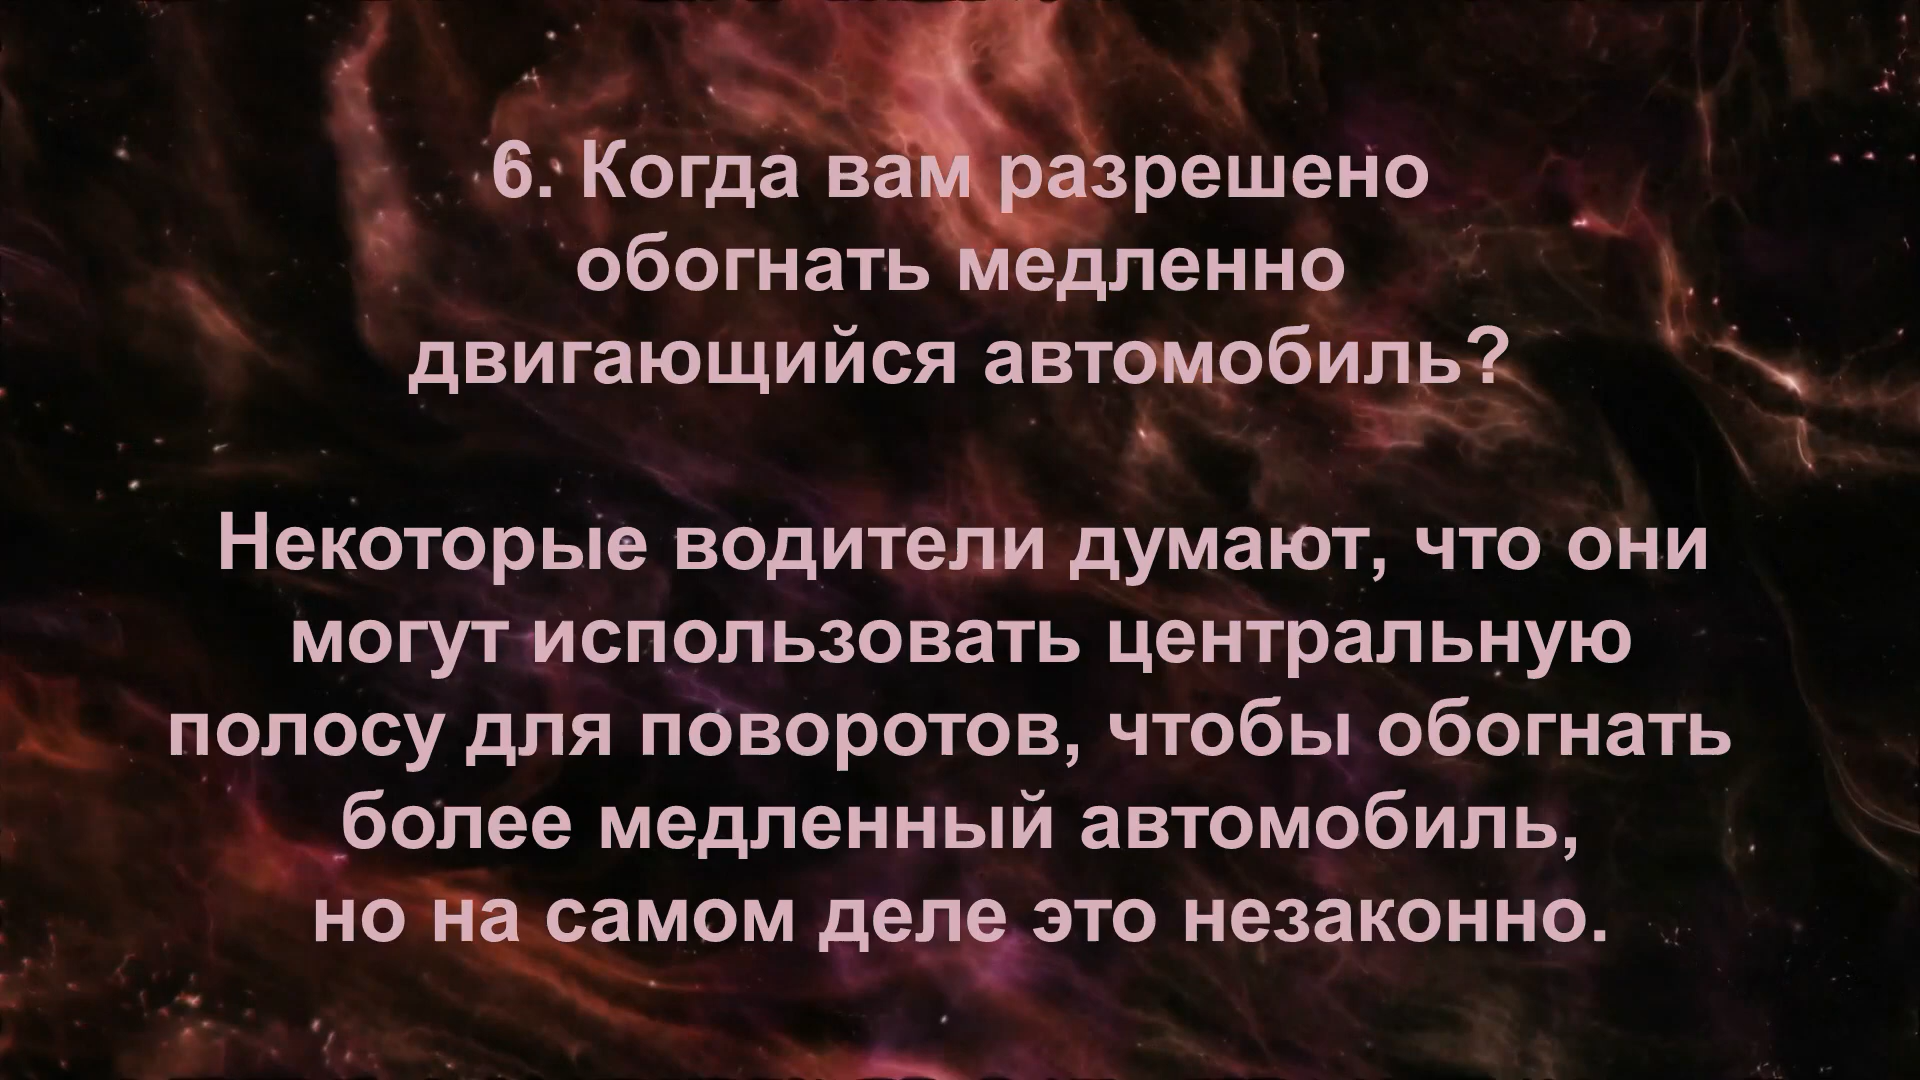 6. Когда вам разрешено
обогнать медленно
двигающийся автомобиль?
Некоторые водители думают, что они
могут использовать центральную
полосу для поворотов, чтобы обогнать
более медленный автомобиль,
но на самом деле это незаконно.